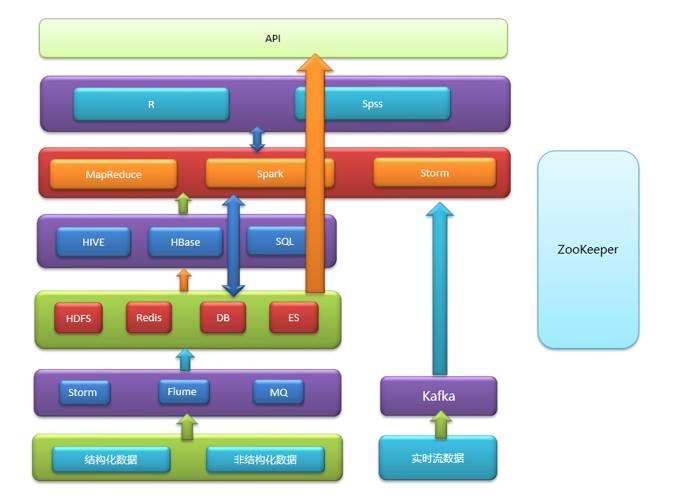 API
R
Spss
MapReduce
Spark
Storm
HIVE
HBase
SQL
ZooKeeper
HDFS
Redis
DB
ES
Storm
Flume
MQ
Kafka
结构化数据
非结构化数据
实时流数据